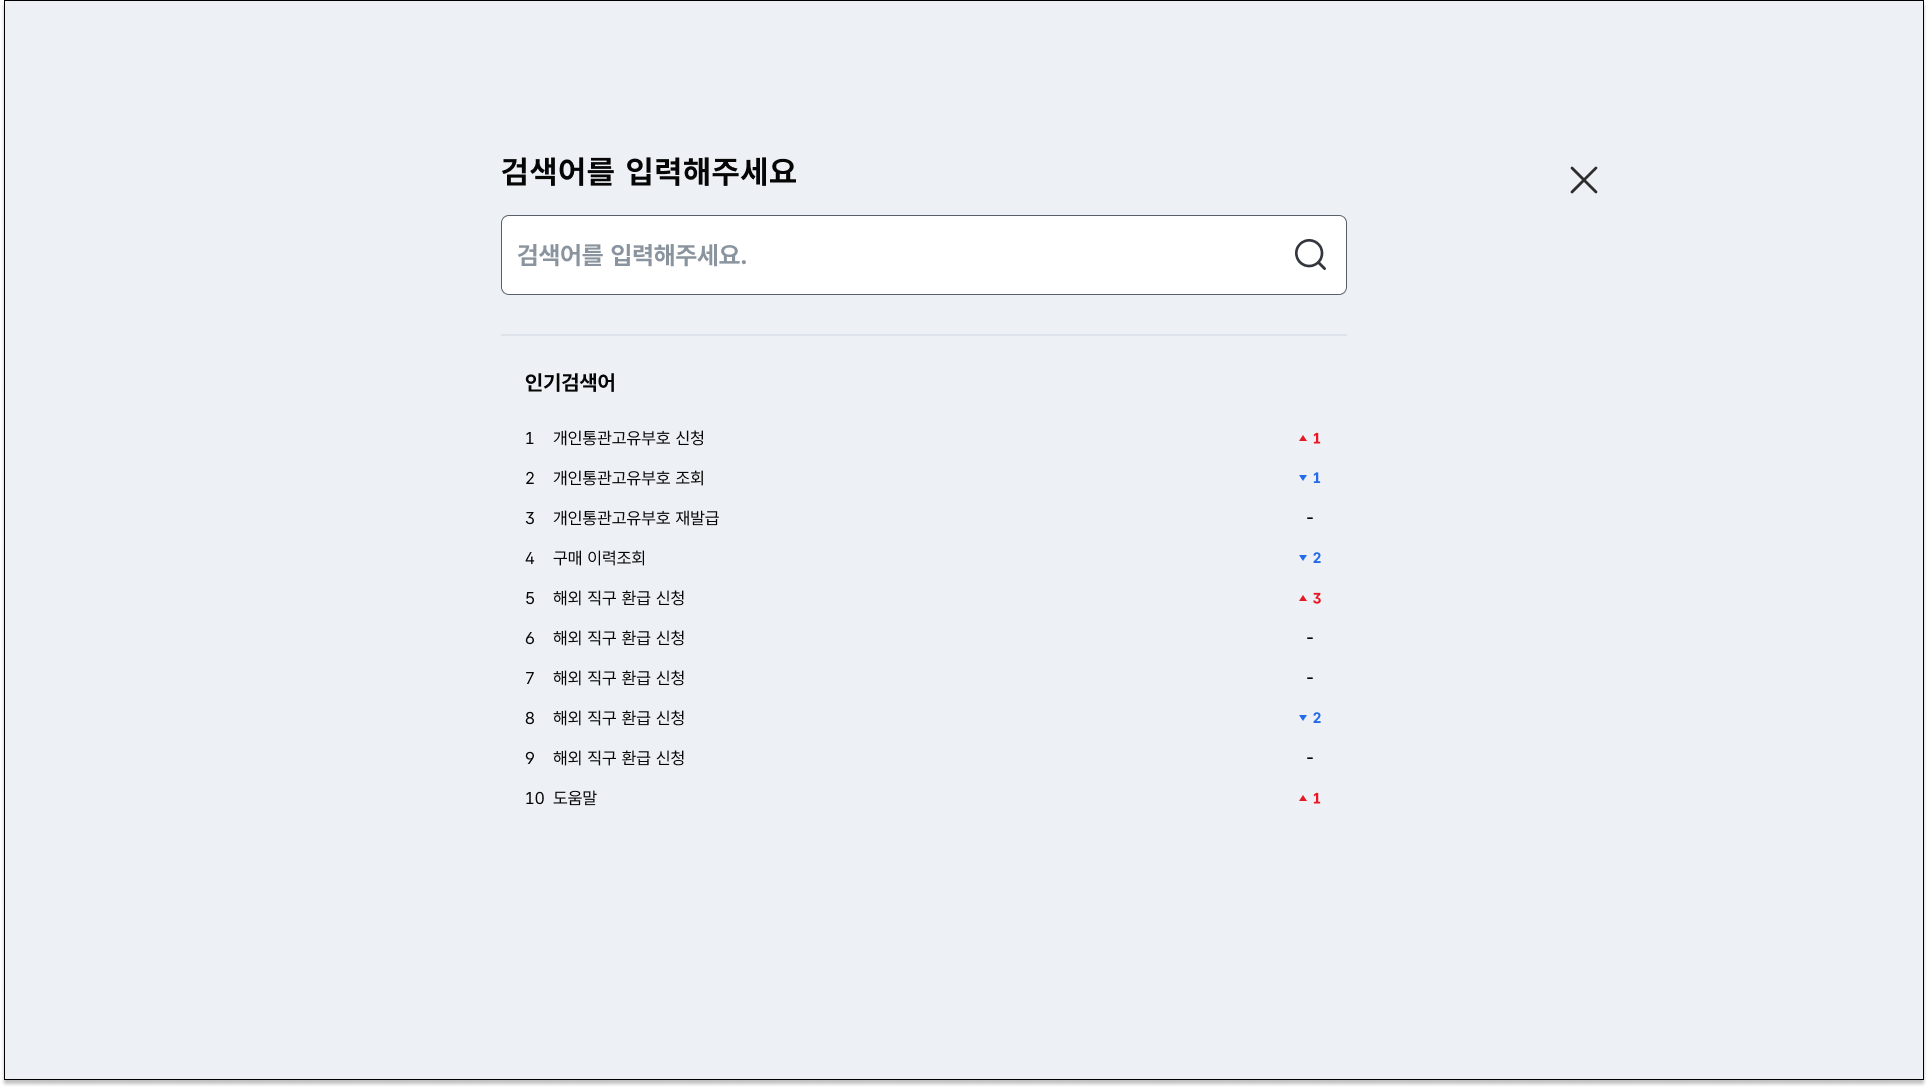 검색어를 입력해주세요
검색어를 입력해주세요.
인기검색어
1 개인통관고유부호 신청 ▲ 1
2 개인통관고유부호 조회 ▼ 1
3 개인통관고유부호 재발급 -
4 구매 이력조회 ▼ 2
5 해외 직구 환급 신청 ▲ 3
6 해외 직구 환급 신청 -
7 해외 직구 환급 신청 -
8 해외 직구 환급 신청 ▼ 2
9 해외 직구 환급 신청 -
10 도움말 ▲ 1